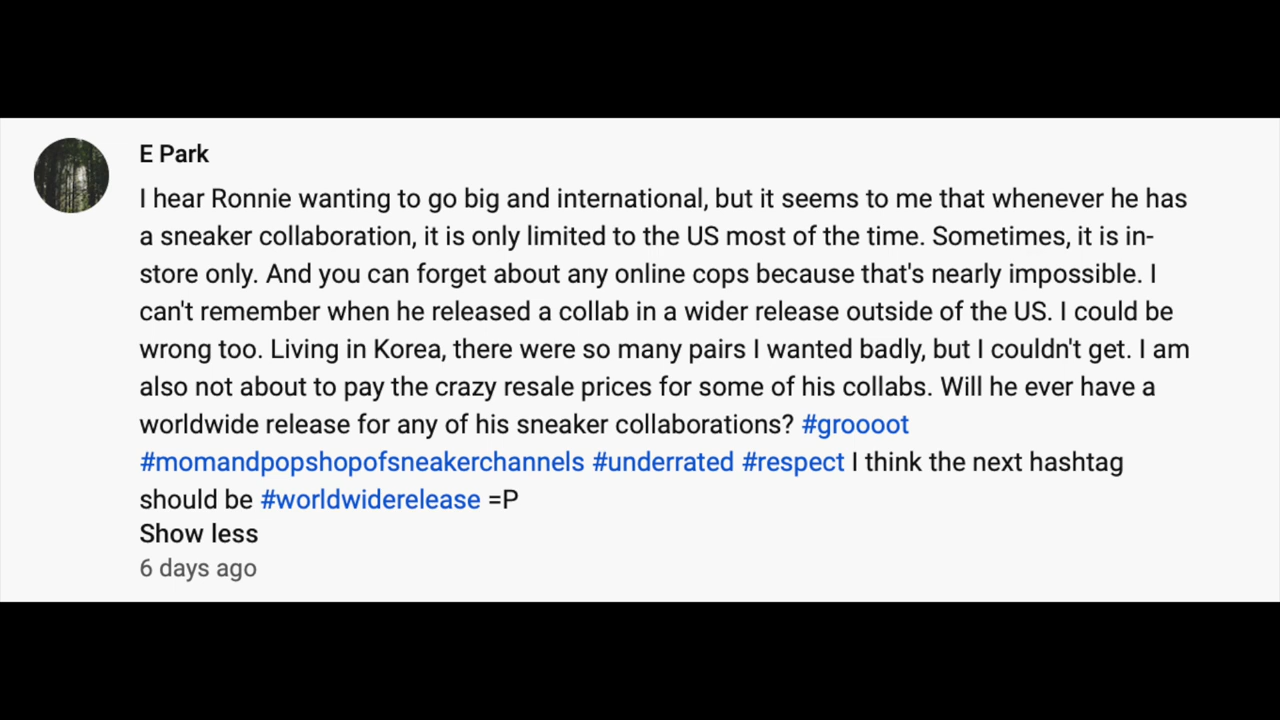 E Park
I hear Ronnie wanting to go big and international, but it seems to me that whenever he has
a sneaker collaboration, it is only limited to the US most of the time. Sometimes, it is in-
store only. And you can forget about any online cops because that's nearly impossible. I
can't remember when he released a collab in a wider release outside of the US. I could be
wrong too. Living in Korea, there were so many pairs I wanted badly, but I couldn't get. I am
also not about to pay the crazy resale prices for some of his collabs. Will he ever have a
worldwide release for any of his sneaker collaborations? #groooot
#momandpopshopofsneakerchannels #underrated #respect I think the next hashtag
should be #worldwiderelease =P
Show less
6 days ago